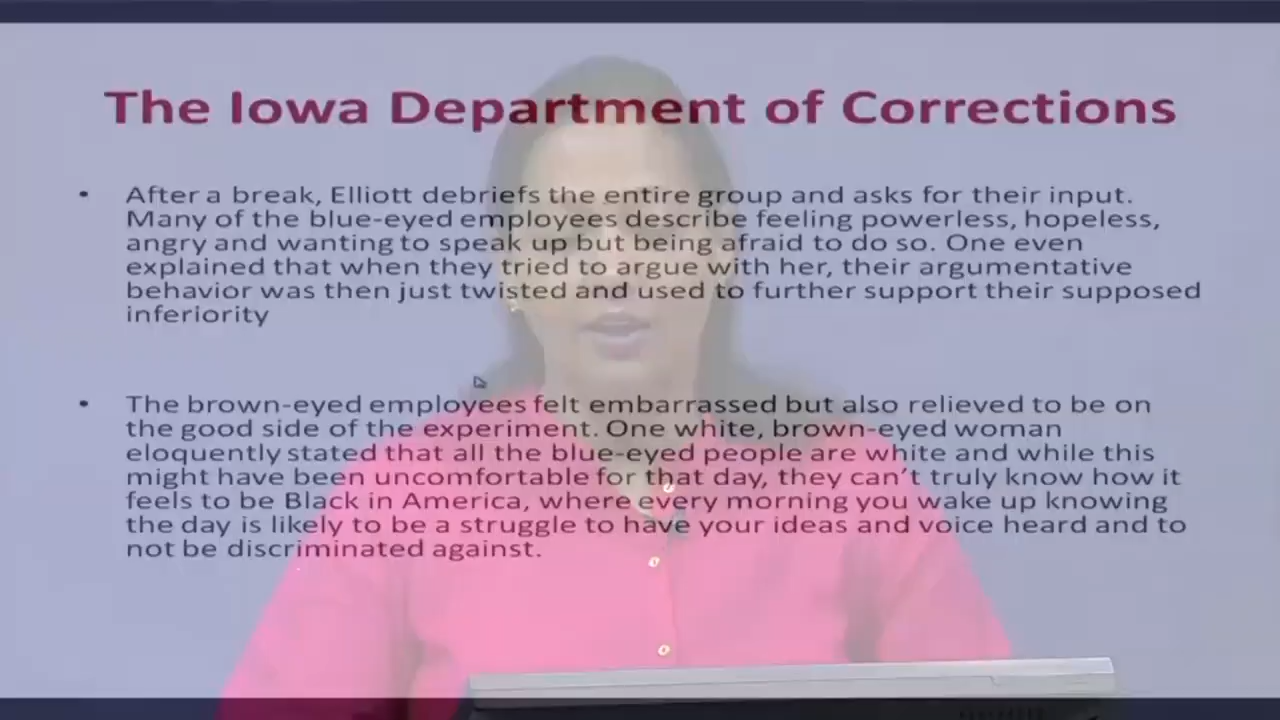 The Iowa Department of Corrections
• After a break, Elliott debriefs the entire group and asks for their input.
Many of the blue-eyed employees describe feeling powerless, hopeless,
angry and wanting to speak up but being afraid to do so. One even
explained that when they tried to argue with her, their argumentative
behavior was then just twisted and used to further support their supposed
inferiority
• The brown-eyed employees felt embarrassed but also relieved to be on
the good side of the experiment. One white, brown-eyed woman
eloquently stated that all the blue-eyed people are white and while this
might have been uncomfortable for that day, they can’t truly know how it
feels to be Black in America, where every morning you wake up knowing
the day is likely to be a struggle to have your ideas and voice heard and to
not be discriminated against.